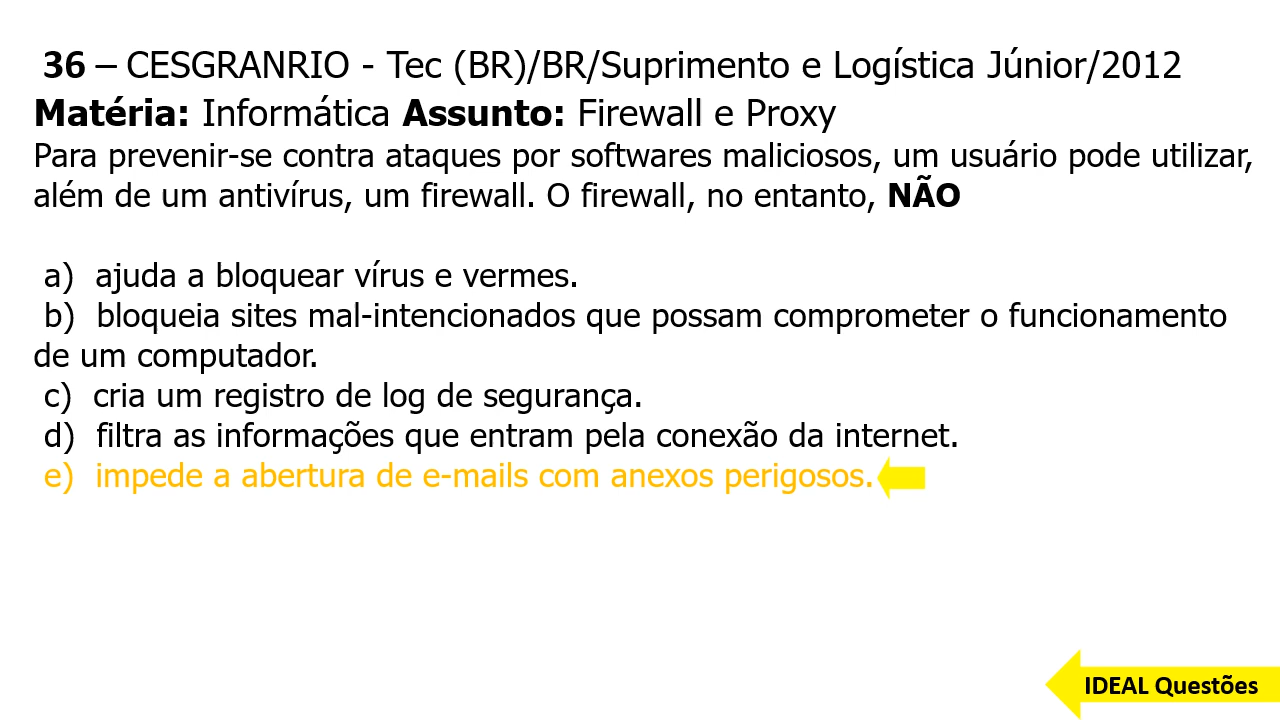 36 – CESGRANRIO - Tec (BR)/BR/Suprimento e Logística Júnior/2012
Matéria: Informática Assunto: Firewall e Proxy
Para prevenir-se contra ataques por softwares maliciosos, um usuário pode utilizar,
além de um antivírus, um firewall. O firewall, no entanto, NÃO
a) ajuda a bloquear vírus e vermes.
b) bloqueia sites mal-intencionados que possam comprometer o funcionamento
de um computador.
c) cria um registro de log de segurança.
d) filtra as informações que entram pela conexão da internet.
e) impede a abertura de e-mails com anexos perigosos.
IDEAL Questões